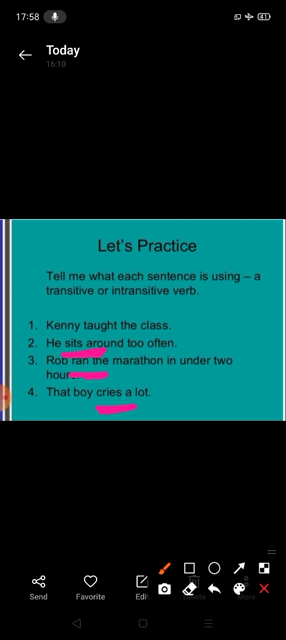 17:58
41
Today
16:10
Let's Practice
Tell me what each sentence is using – a
transitive or intransitive verb.
1. Kenny taught the class.
2. He sits around too often.
3. Rob ran the marathon in under two
hours.
4. That boy cries a lot.
Send
Favorite
Edit